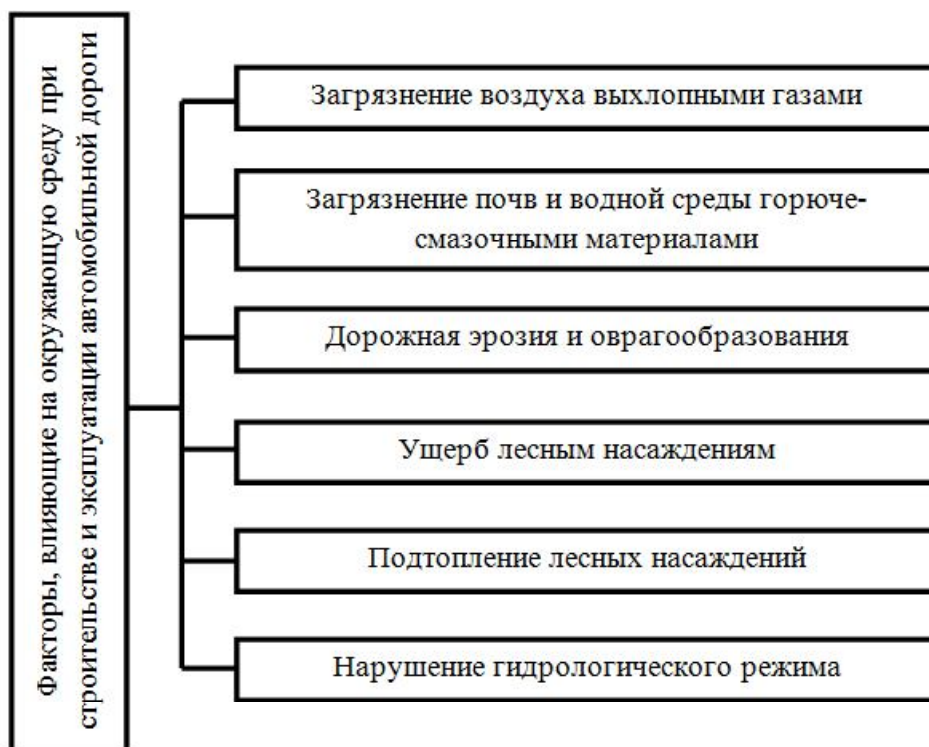 Факторы, влияющие на окружающую среду при
строительстве и эксплуатации автомобильной дороги
Загрязнение воздуха выхлопными газами
Загрязнение почв и водной среды горюче-
смазочными материалами
Дорожная эрозия и оврагообразования
Ущерб лесным насаждениям
Подтопление лесных насаждений
Нарушение гидрологического режима